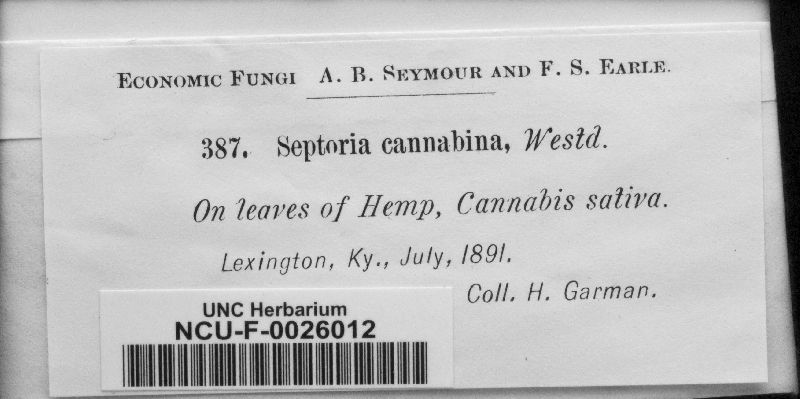 Economic Fungi A. B. Seymour and F. S. Earle.
387. Septoria cannabina, Westd.
On leaves of Hemp, Cannabis sativa.
Lexington, Ky., July, 1891.
Coll. H. Garman.
UNC Herbarium
NCU-F-0026012